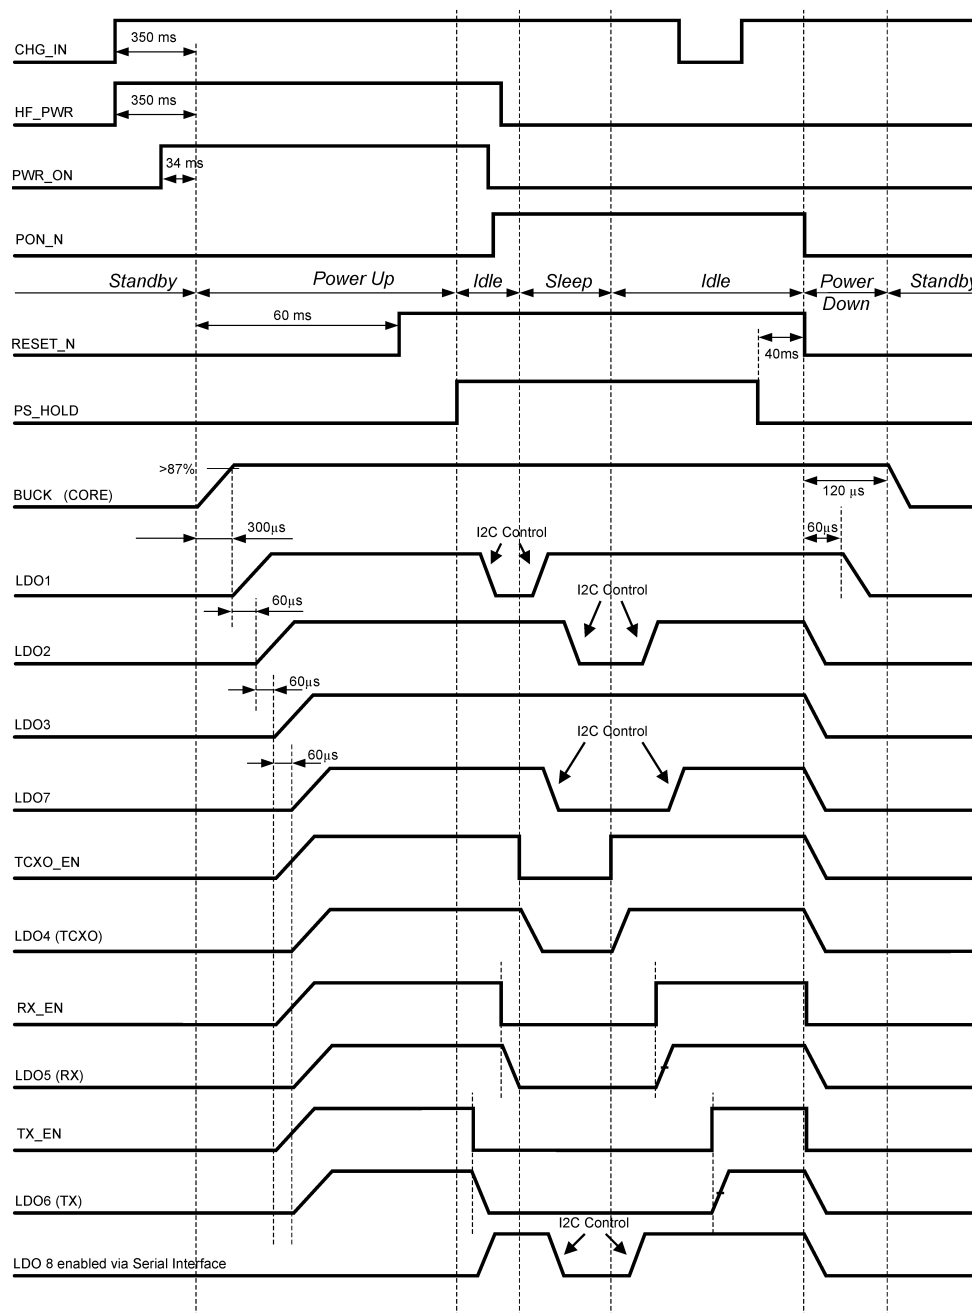 CHG_IN
350 ms
HF_PWR
350 ms
PWR_ON
34 ms
PON_N
Standby
Power Up
Idle
Sleep
Idle
Power
Down
Standby
RESET_N
60 ms
40ms
PS_HOLD
>87%
BUCK (CORE)
120 μs
300μs
I2C Control
60μs
LDO1
60μs
I2C Control
LDO2
60μs
LDO3
I2C Control
60μs
LDO7
TCXO_EN
LDO4 (TCXO)
RX_EN
LDO5 (RX)
TX_EN
LDO6 (TX)
I2C Control
LDO 8 enabled via Serial Interface